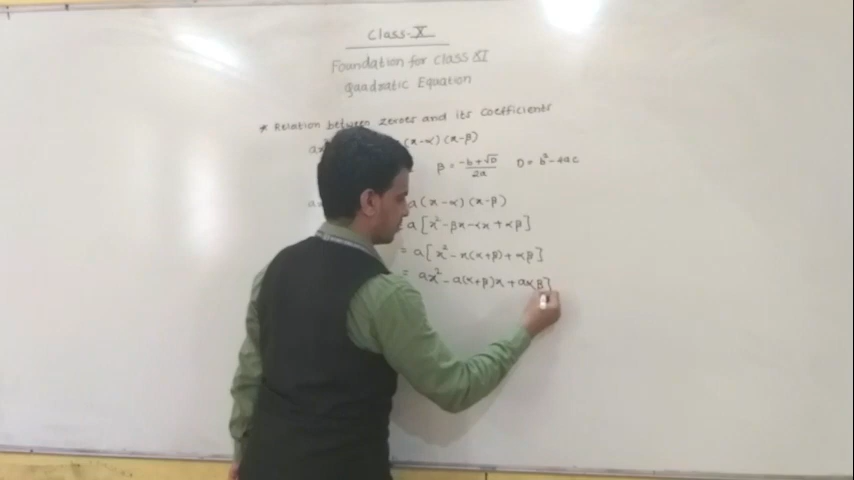 Class-X
Foundation for Class XI
Quadratic Equation
* Relation between zeroes and its coefficients
(x-α) (x-β)
β = -b+√D / 2a D = b² - 4ac
a(x-α) (x-β)
= a[x² - βx - αx + αβ]
= a[x² - x(α+β) + αβ]
= ax² - a(α+β)x + aαβ]